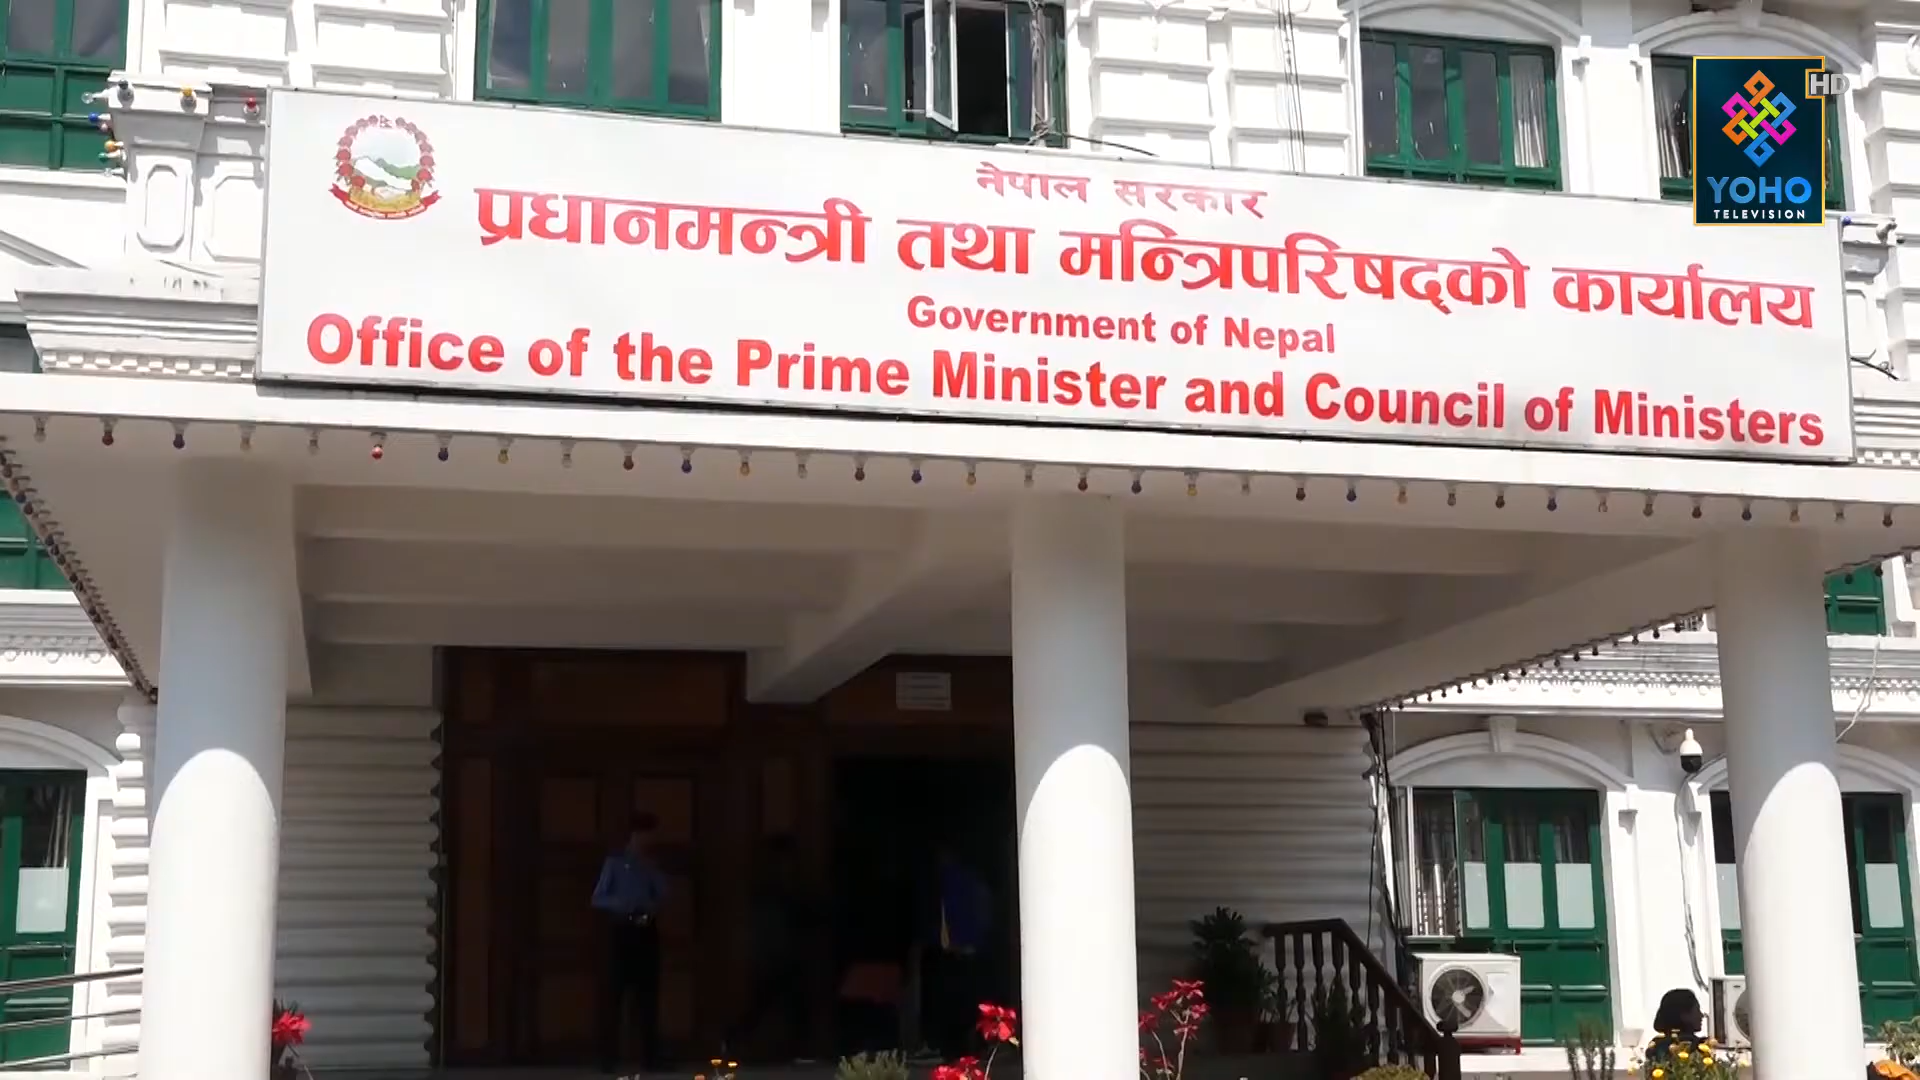 नेपाल सरकार
प्रधानमन्त्री तथा मन्त्रिपरिषद्को कार्यालय
Government of Nepal
Office of the Prime Minister and Council of Ministers
HD
YOHO
TELEVISION